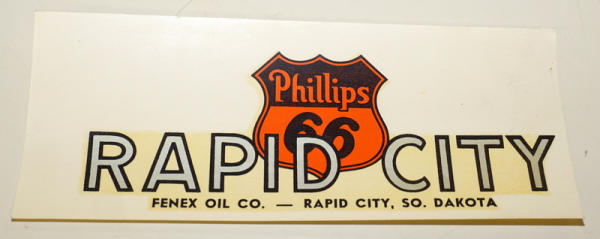 Phillips
66
RAPID CITY
FENEX OIL CO. — RAPID CITY, SO. DAKOTA